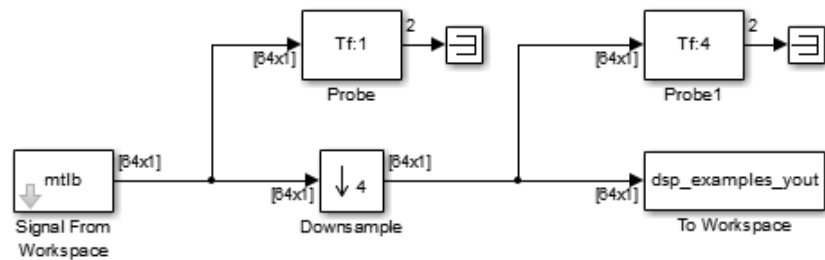 Tf:1
2
[64x1]
Probe
Tf:4
2
[64x1]
Probe1
mtlb
[64x1]
Signal From
Workspace
[64x1]
↓ 4
[64x1]
Downsample
[64x1]
dsp_examples_yout
To Workspace